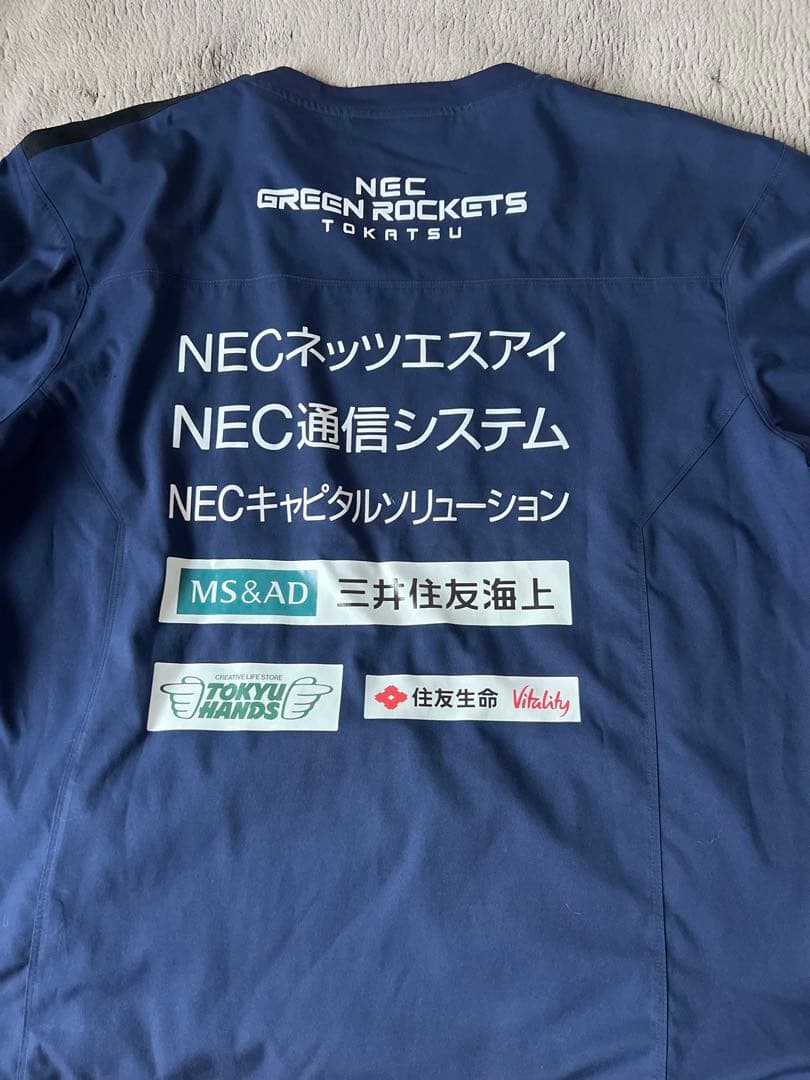 NEC
GREEN ROCKETS
TOKATSU
NECネッツエスアイ
NEC通信システム
NECキャピタルソリューション
MS&AD 三井住友海上
CREATIVE LIFE STORE
TOKYU
HANDS
住友生命 Vitality